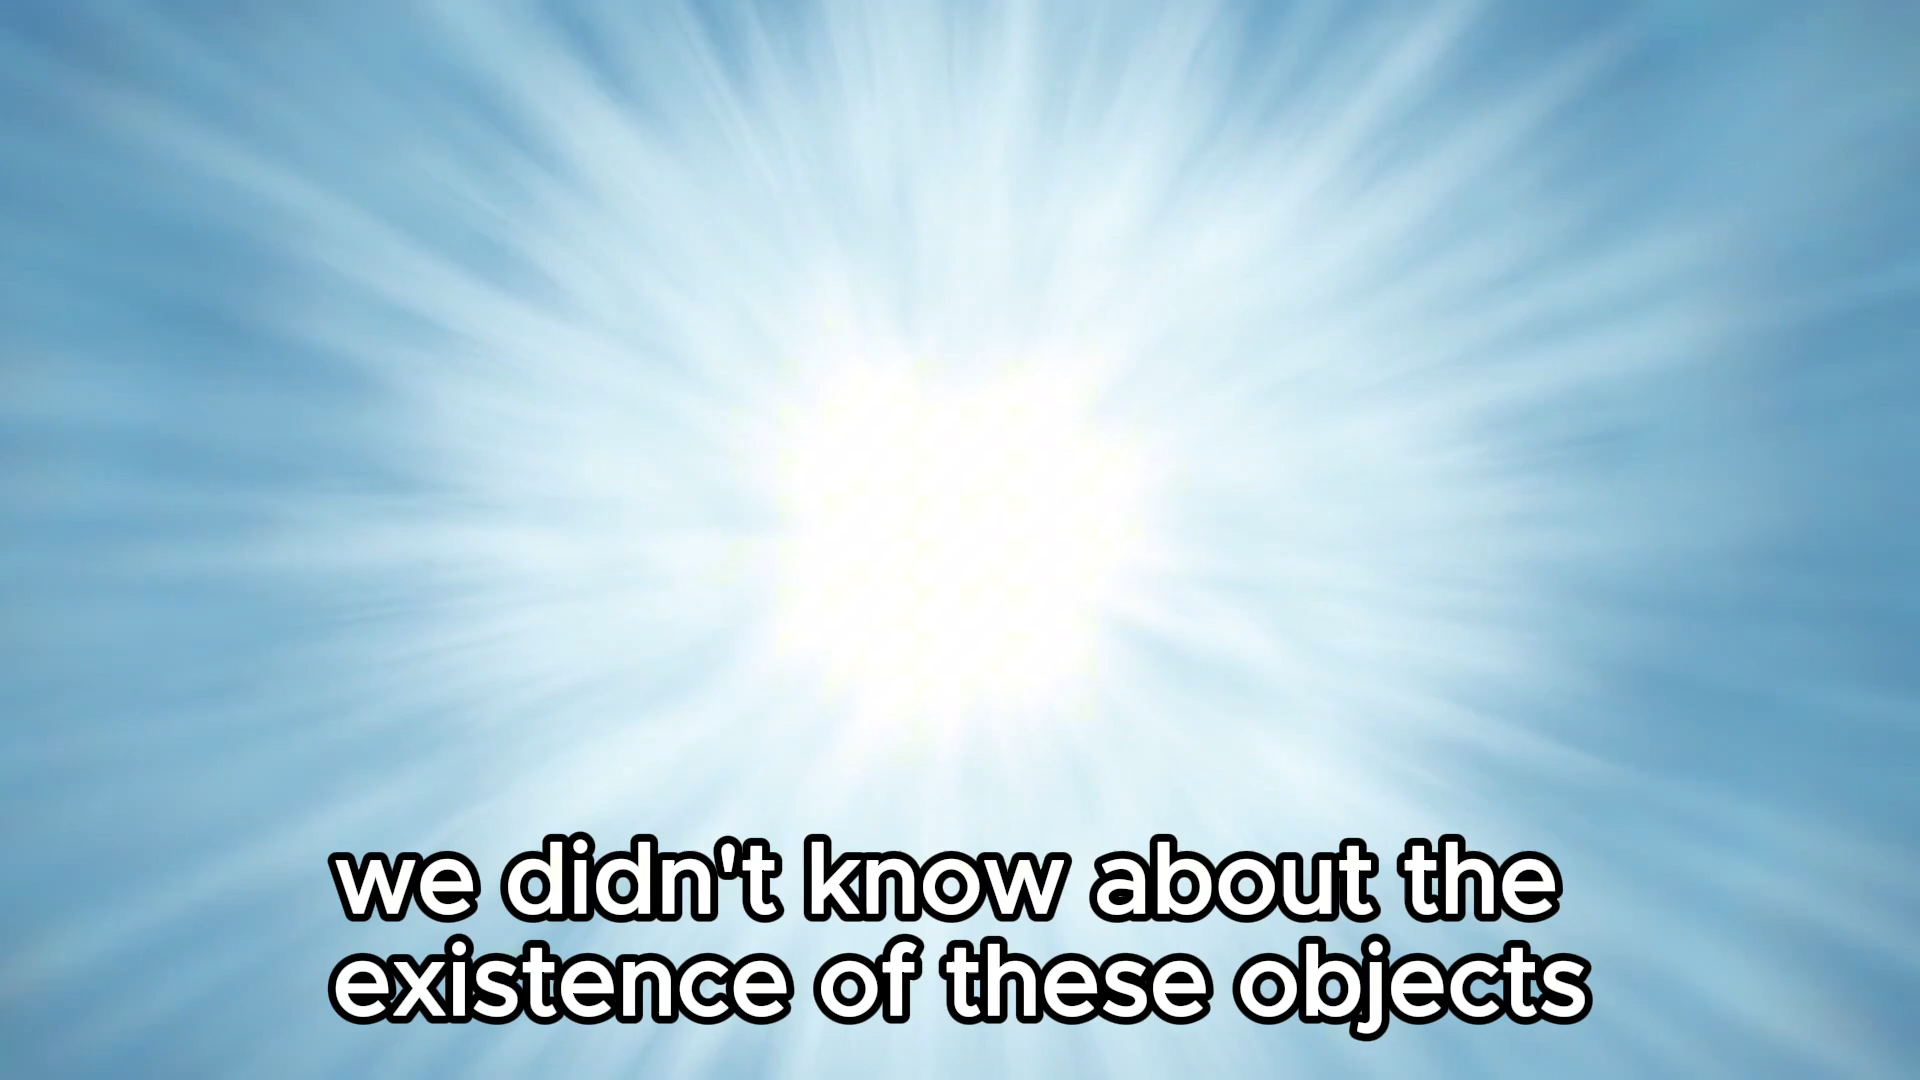 we didn't know about the
existence of these objects